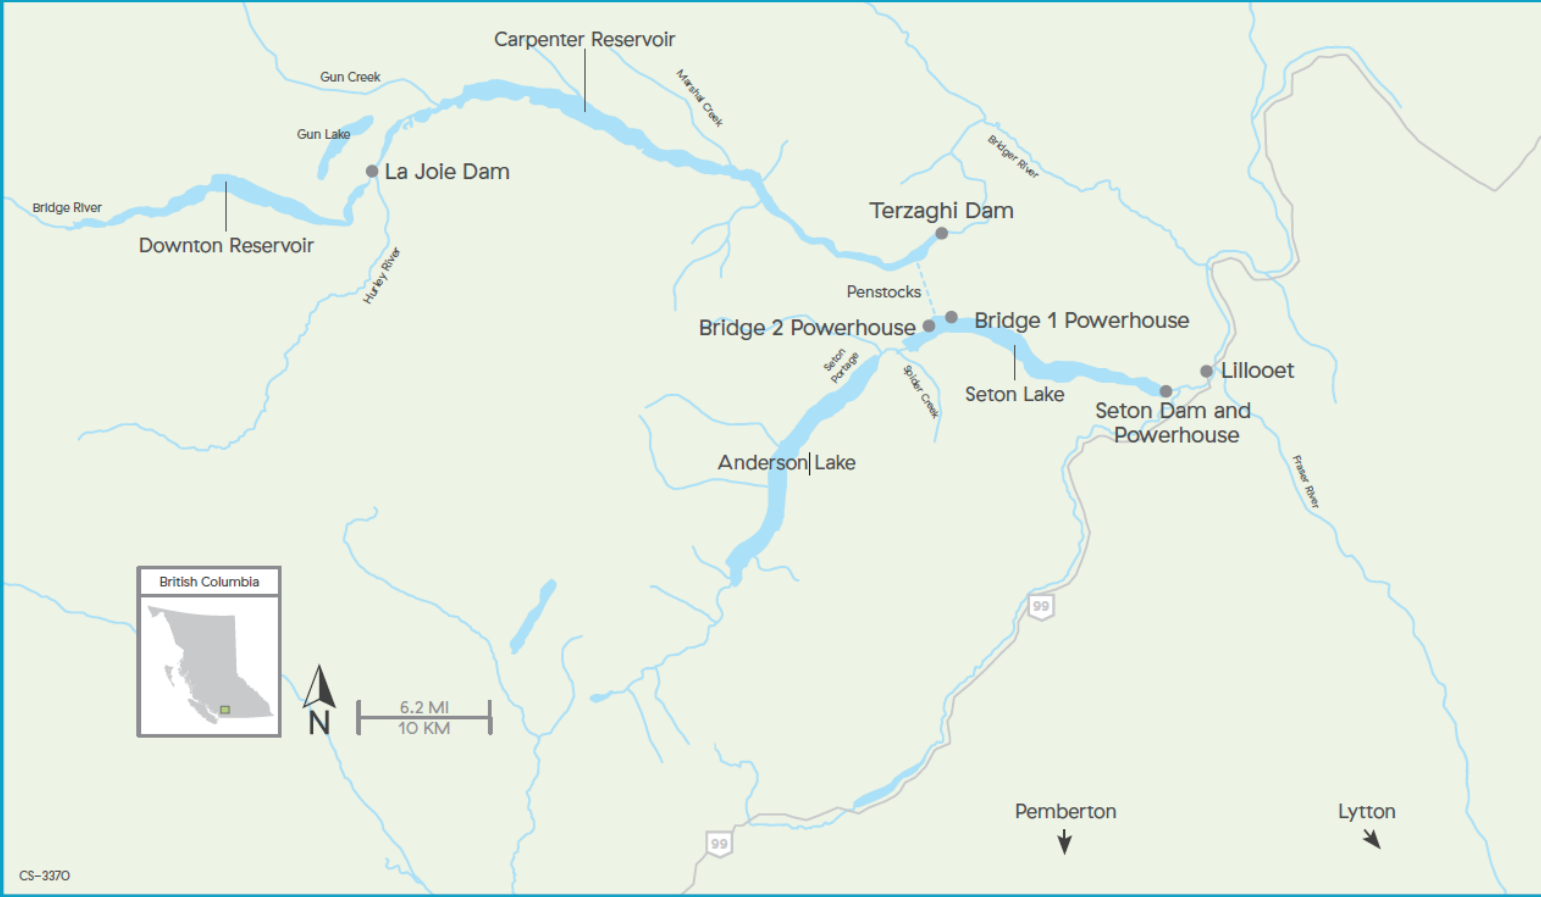 Carpenter Reservoir
Gun Creek
Marshal Creek
Gun Lake
La Joie Dam
Bridger River
Bridge River
Terzaghi Dam
Downton Reservoir
Hurley River
Penstocks
Bridge 2 Powerhouse
Bridge 1 Powerhouse
Seton
Portage
Spider Creek
Seton Lake
Lillooet
Seton Dam and
Powerhouse
Anderson Lake
Fraser River
British Columbia
99
N
6.2 MI
10 KM
Pemberton
Lytton
99
CS-3370